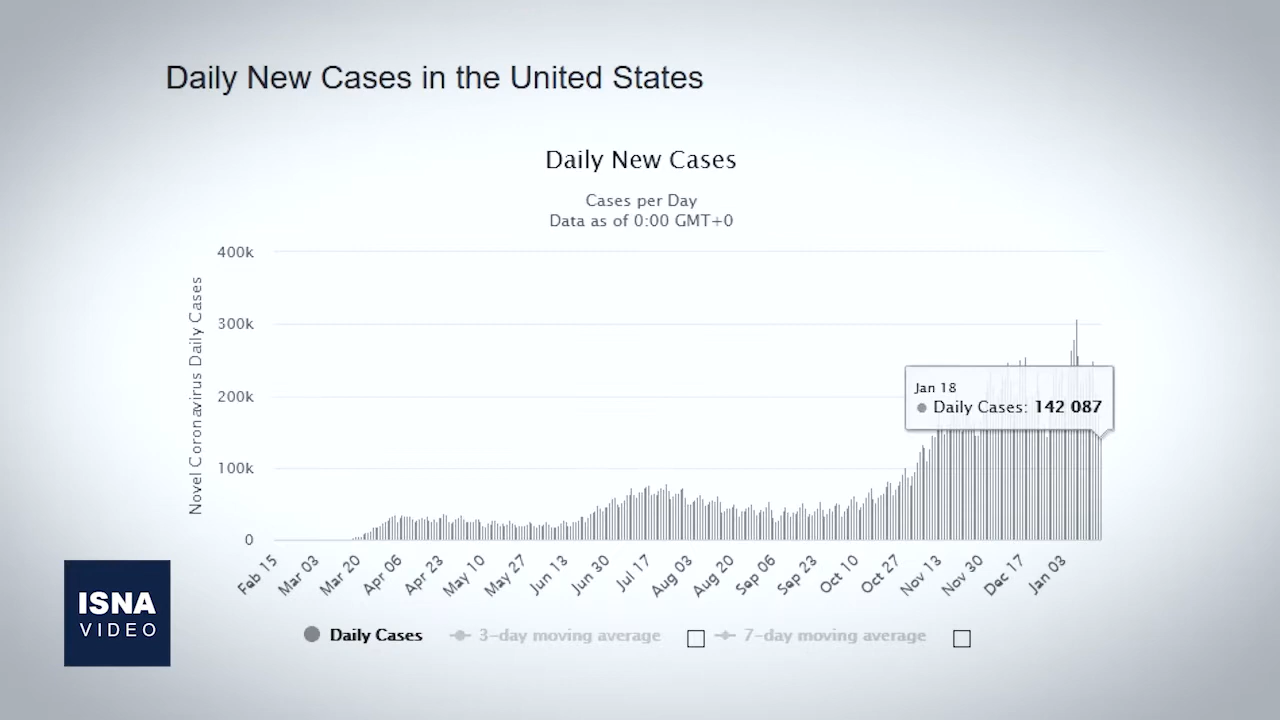 Daily New Cases in the United States
Daily New Cases
Cases per Day
Data as of 0:00 GMT+0
Novel Coronavirus Daily Cases
400k
300k
200k
100k
0
Jan 18
Daily Cases: 142 087
Feb 15 Mar 03 Mar 20 Apr 06 Apr 23 May 10 May 27 Jun 13 Jun 30 Jul 17 Aug 03 Aug 20 Sep 06 Sep 23 Oct 10 Oct 27 Nov 13 Nov 30 Dec 17 Jan 03
Daily Cases 3-day moving average 7-day moving average
ISNA
VIDEO